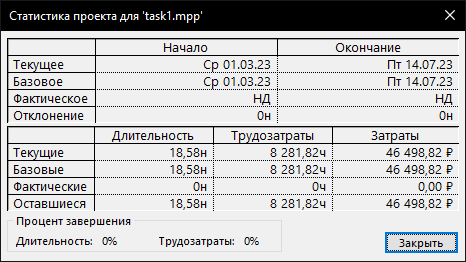 Статистика проекта для 'task1.mpp'
Начало Окончание
Текущее Ср 01.03.23 Пт 14.07.23
Базовое Ср 01.03.23 Пт 14.07.23
Фактическое НД НД
Отклонение 0н 0н
Длительность Трудозатраты Затраты
Текущие 18,58н 8 281,82ч 46 498,82 ₽
Базовые 18,58н 8 281,82ч 46 498,82 ₽
Фактические 0н 0ч 0,00 ₽
Оставшиеся 18,58н 8 281,82ч 46 498,82 ₽
Процент завершения
Длительность: 0% Трудозатраты: 0%
Закрыть